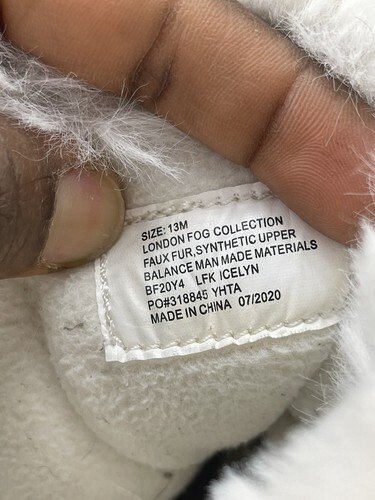 SIZE: 13M
LONDON FOG COLLECTION
FAUX FUR,SYNTHETIC UPPER
BALANCE MAN MADE MATERIALS
BF20Y4 LFK ICELYN
PO#318845 YHTA
MADE IN CHINA 07/2020